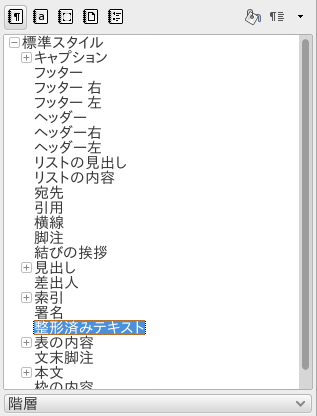 標準スタイル
キャプション
フッター
フッター 右
フッター 左
ヘッダー
ヘッダー右
ヘッダー左
リストの見出し
リストの内容
宛先
引用
横線
脚注
結びの挨拶
見出し
差出人
索引
署名
整形済みテキスト
表の内容
文末脚注
本文
枠の内容
階層